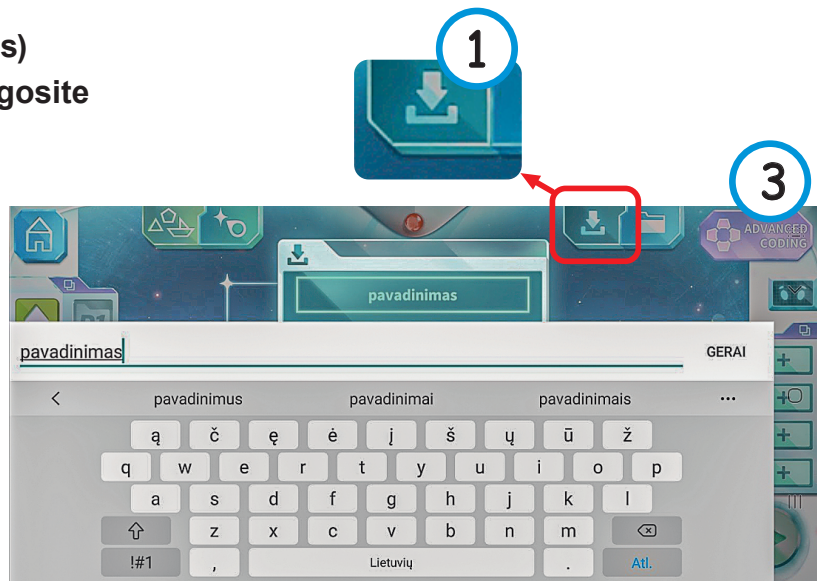 s)
gosite
1
3
ADVANCED
CODING
pavadinimas
pavadinimas
GERAI
pavadinimus pavadinimai pavadinimais ...
ą č ę ė į š ų ū ž
q w e r t y u i o p
a s d f g h j k l
z x c v b n m
!#1 , Lietuvių . Atl.